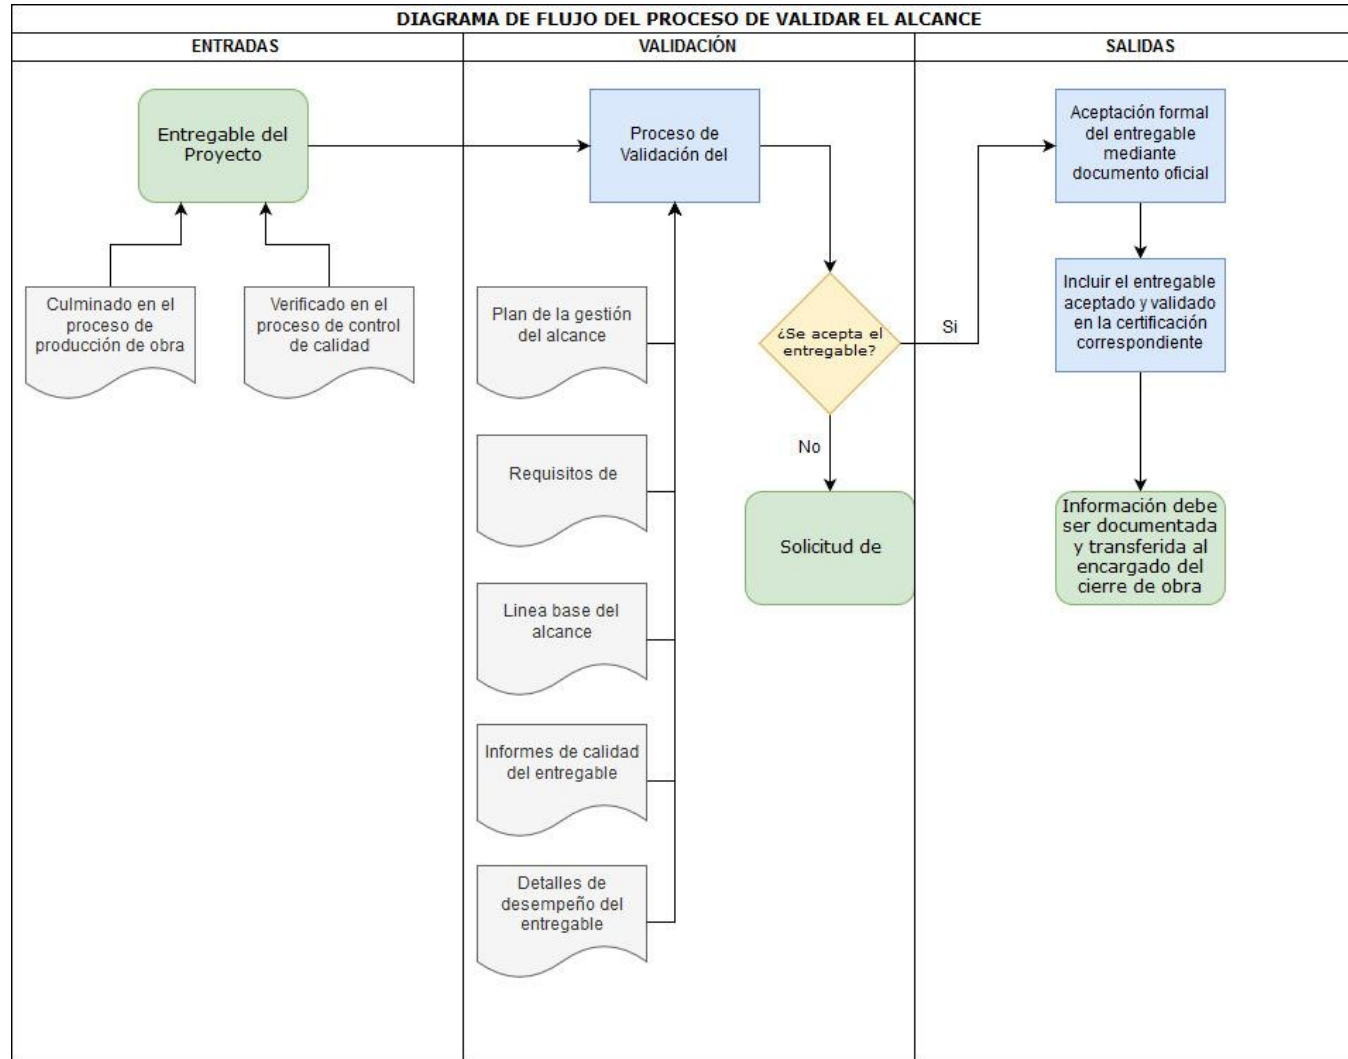 DIAGRAMA DE FLUJO DEL PROCESO DE VALIDAR EL ALCANCE
ENTRADAS
VALIDACIÓN
SALIDAS
Entregable del
Proyecto
Culminado en el
proceso de
producción de obra
Verificado en el
proceso de control
de calidad
Proceso de
Validación del
Plan de la gestión
del alcance
Requisitos de
Linea base del
alcance
Informes de calidad
del entregable
Detalles de
desempeño del
entregable
¿Se acepta el
entregable?
Si
No
Solicitud de
Aceptación formal
del entregable
mediante
documento oficial
Incluir el entregable
aceptado y validado
en la certificación
correspondiente
Información debe
ser documentada
y transferida al
encargado del
cierre de obra